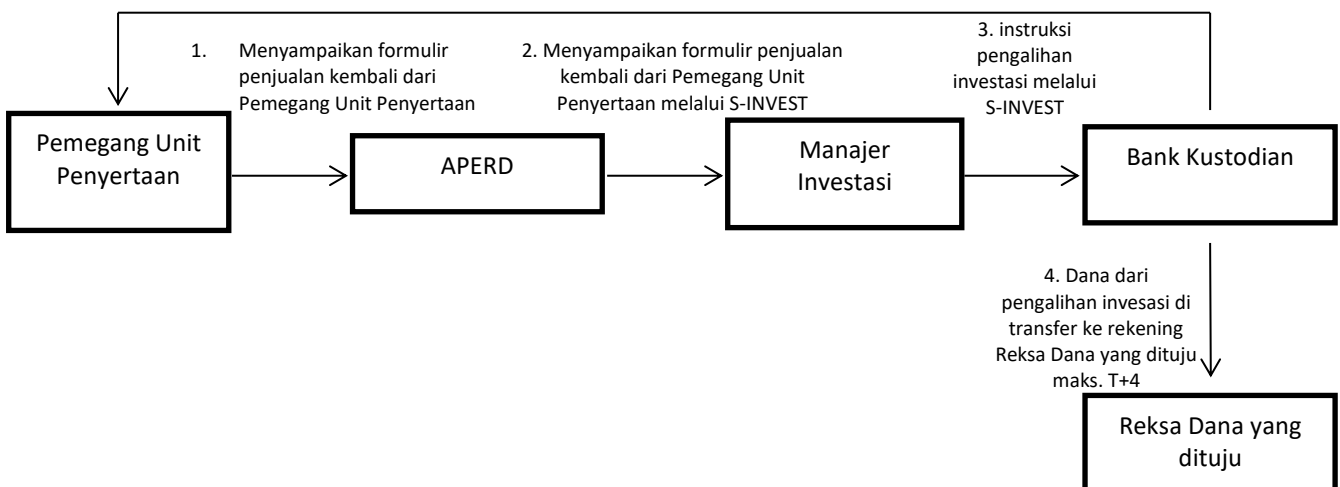 1. Menyampaikan formulir
penjualan kembali dari
Pemegang Unit Penyertaan
2. Menyampaikan formulir penjualan
kembali dari Pemegang Unit
Penyertaan melalui S-INVEST
3. instruksi
pengalihan
investasi melalui
S-INVEST
Pemegang Unit
Penyertaan
APERD
Manajer
Investasi
Bank Kustodian
4. Dana dari
pengalihan invesasi di
transfer ke rekening
Reksa Dana yang dituju
maks. T+4
Reksa Dana yang
dituju